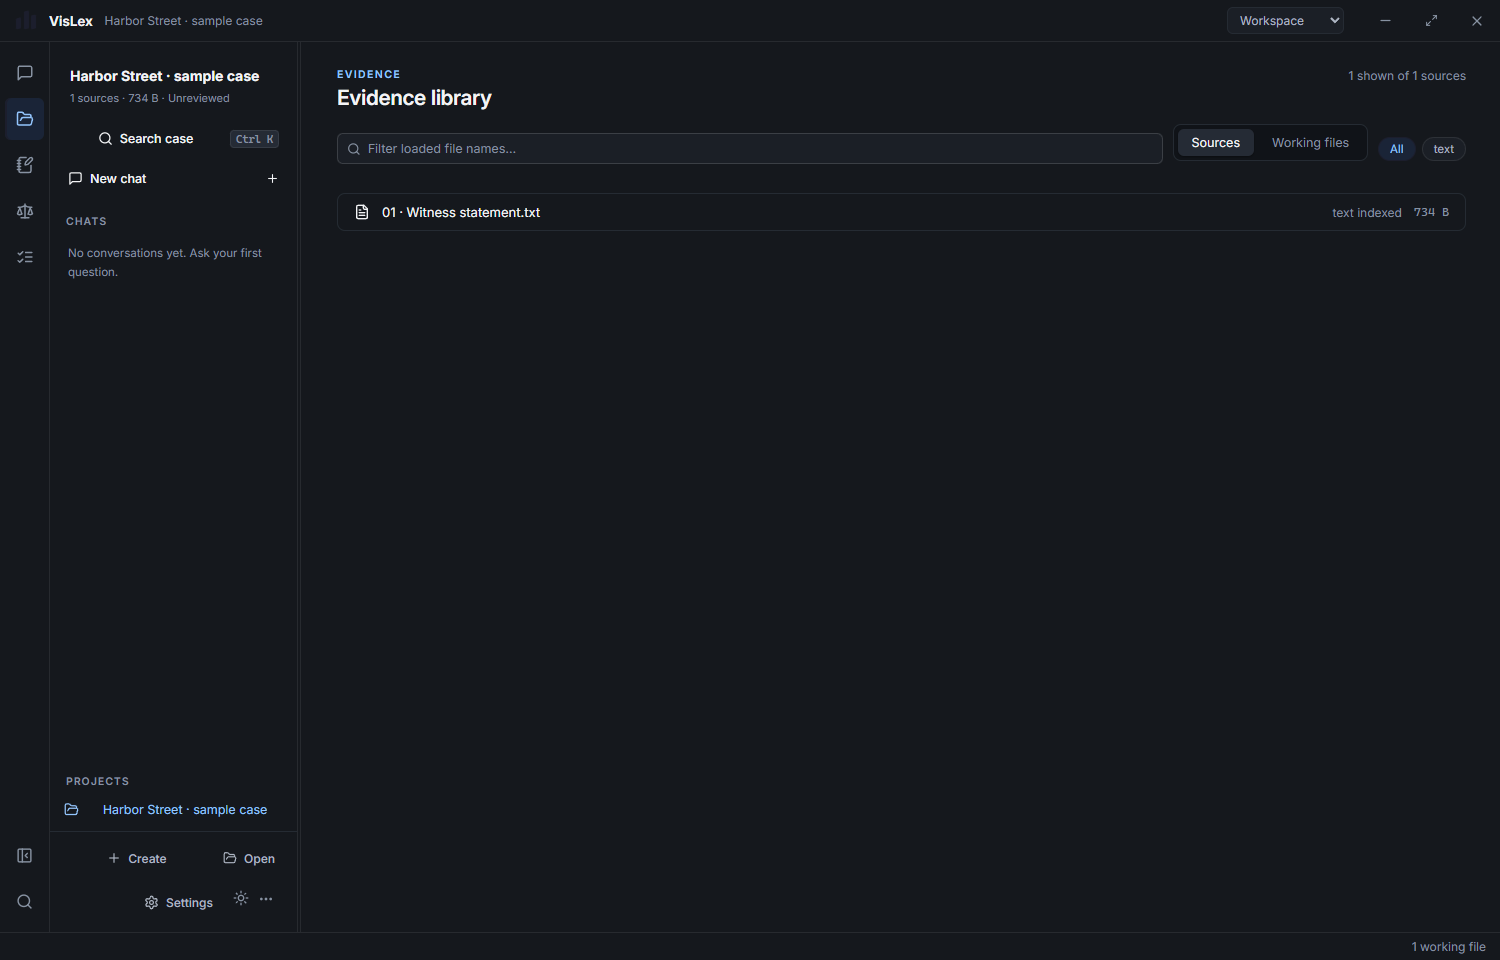 VisLex Harbor Street · sample case
Workspace
Harbor Street · sample case
1 sources · 734 B · Unreviewed
Search case Ctrl K
New chat
CHATS
No conversations yet. Ask your first
question.
PROJECTS
Harbor Street · sample case
Create Open
Settings
EVIDENCE
Evidence library
1 shown of 1 sources
Filter loaded file names...
Sources Working files All text
01 · Witness statement.txt text indexed 734 B
1 working file